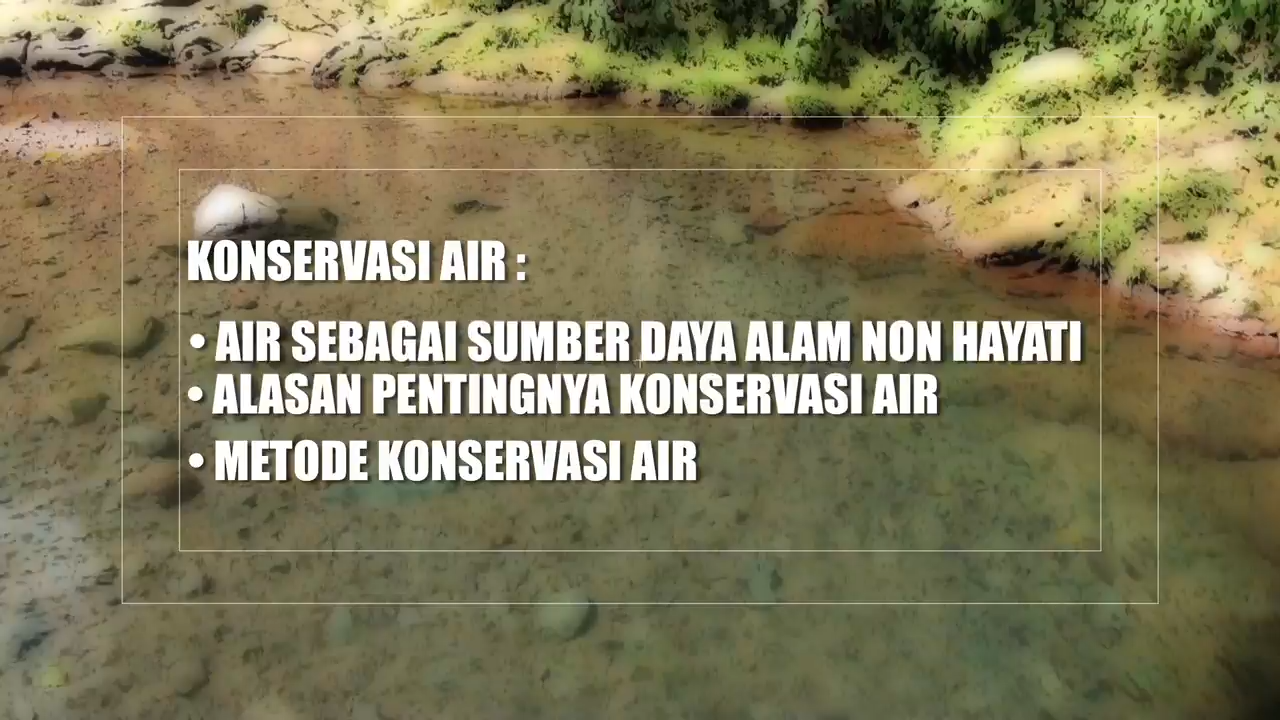 KONSERVASI AIR :
• AIR SEBAGAI SUMBER DAYA ALAM NON HAYATI
• ALASAN PENTINGNYA KONSERVASI AIR
• METODE KONSERVASI AIR